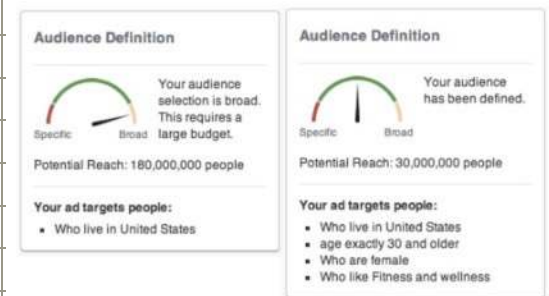 Audience Definition
Your audience
selection is broad.
This requires a
large budget.
Specific
Broad
Potential Reach: 180,000,000 people
Your ad targets people:
Who live in United States
Audience Definition
Your audience
has been defined.
Specific
Broad
Potential Reach: 30,000,000 people
Your ad targets people:
Who live in United States
age exactly 30 and older
Who are female
Who like Fitness and wellness